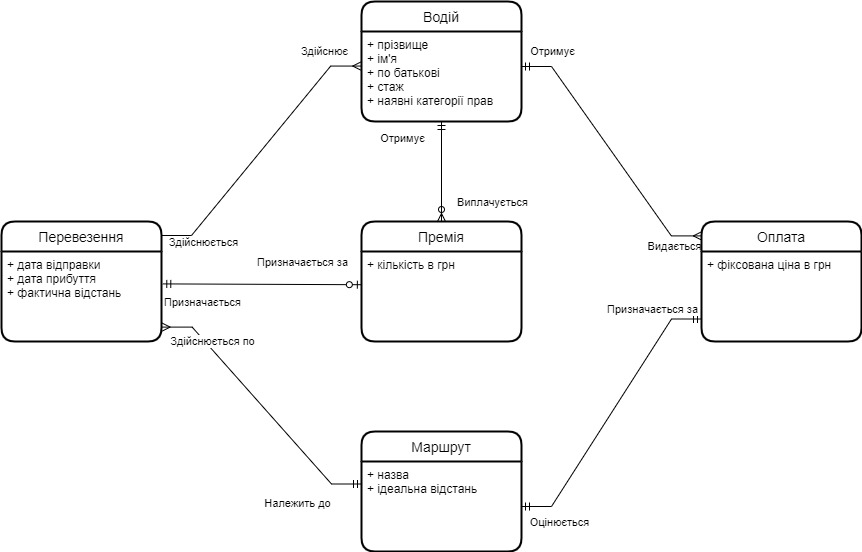 Водій
+ прізвище
+ ім'я
+ по батькові
+ стаж
+ наявні категорії прав
Здійснює
Отримує
Отримує
Виплачується
Здійснюється
Видається
Перевезення
+ дата відправки
+ дата прибуття
+ фактична відстань
Премія
+ кількість в грн
Оплата
+ фіксована ціна в грн
Призначається за
Призначається
Призначається за
Здійснюється по
Маршрут
+ назва
+ ідеальна відстань
Належить до
Оцінюється